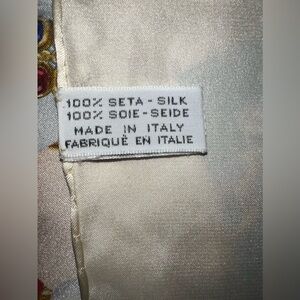 100% SETA - SILK
100% SOIE - SEIDE
MADE IN ITALY
FABRIQUÉ EN ITALIE